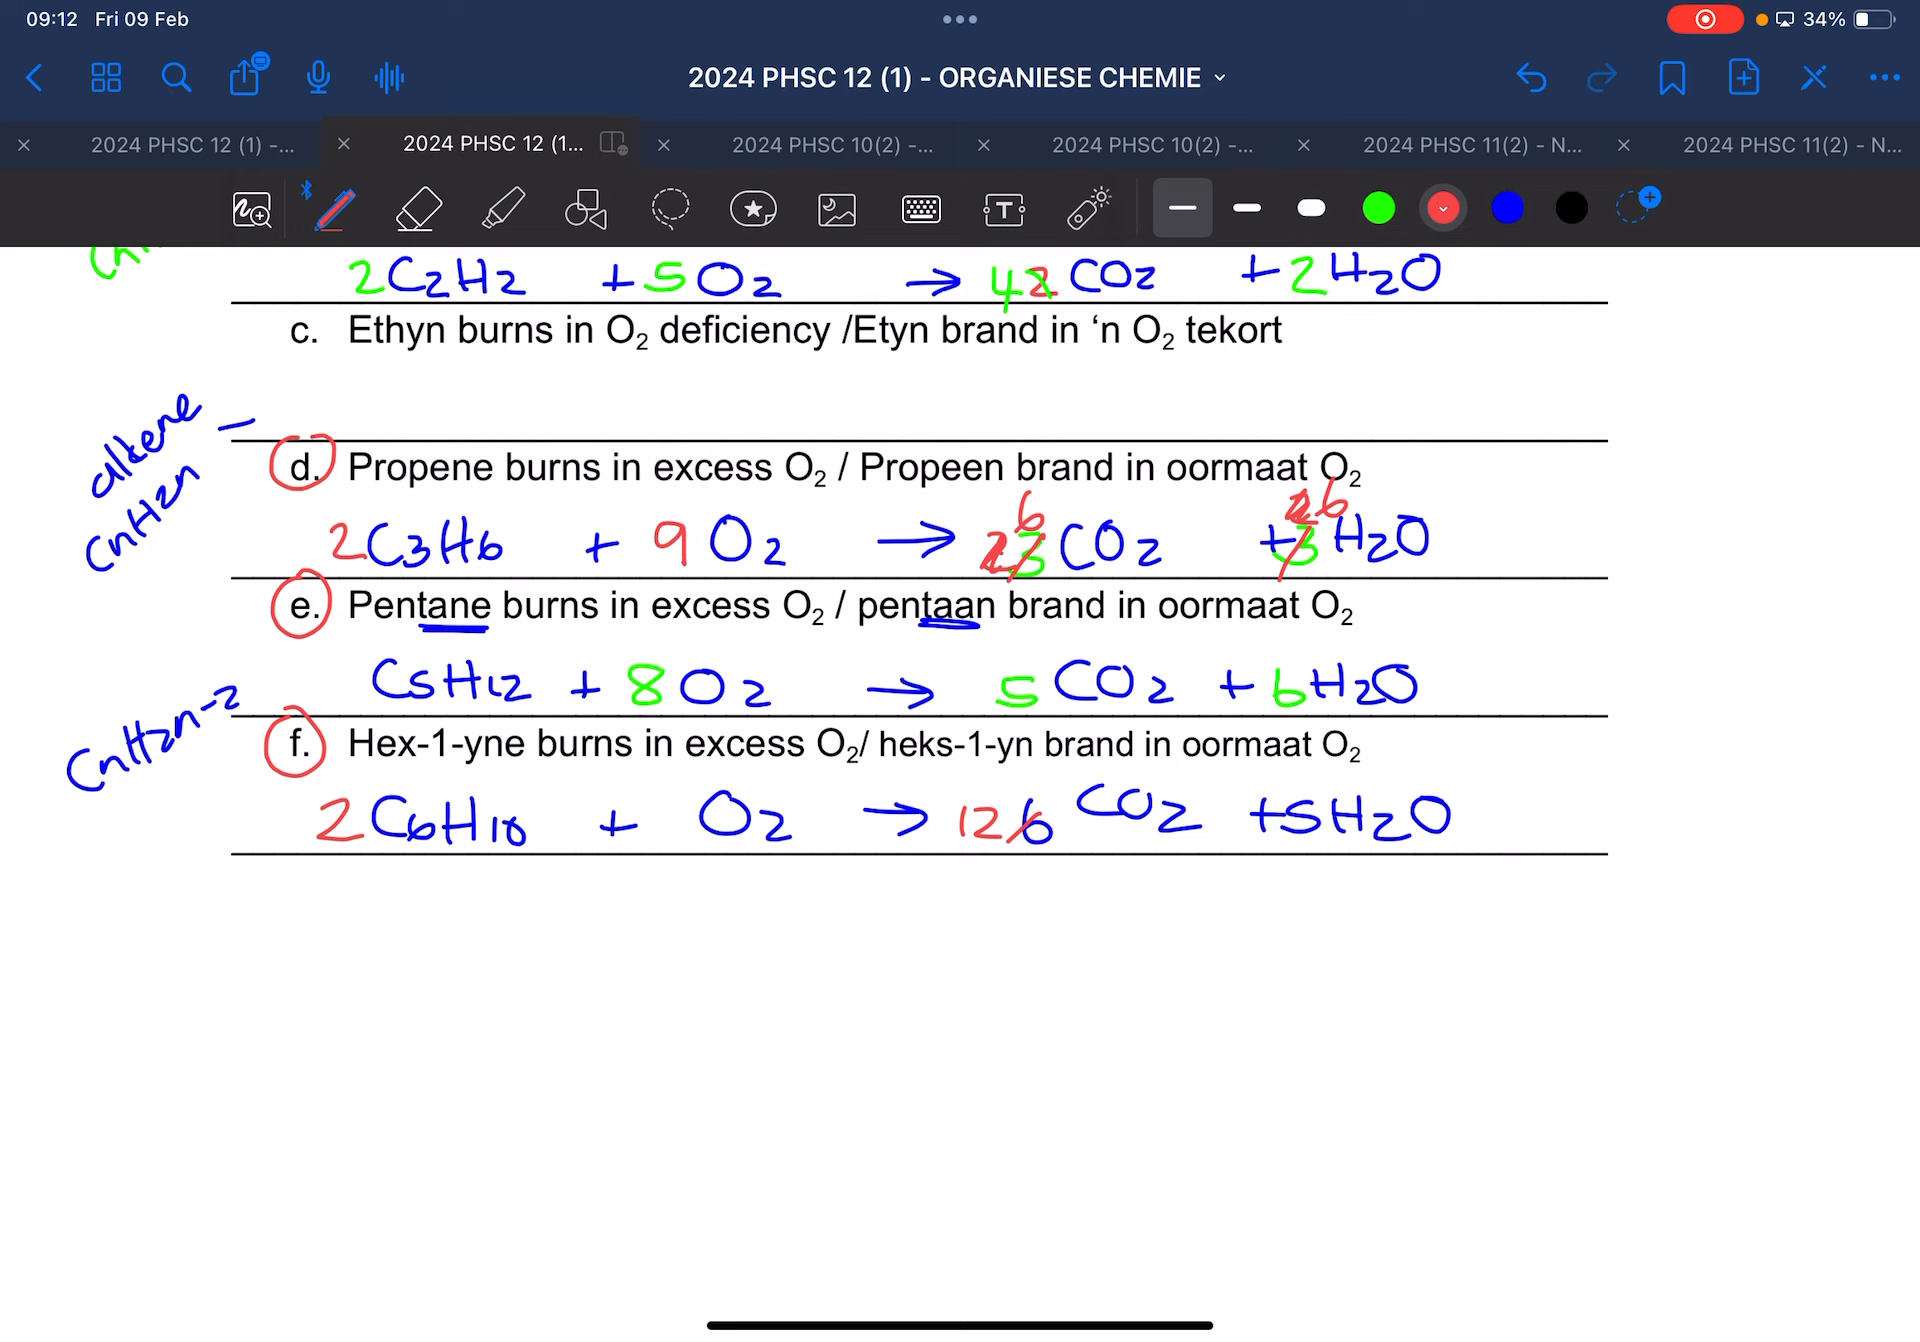 09:12 Fri 09 Feb
34%
2024 PHSC 12 (1) - ORGANIESE CHEMIE
2024 PHSC 12 (1) -... 2024 PHSC 12 (1... 2024 PHSC 10(2) -... 2024 PHSC 10(2) -... 2024 PHSC 11(2) - N... 2024 PHSC 11(2) - N...
2C2H2 + 5O2 → 42 CO2 + 2H2O
c. Ethyn burns in O₂ deficiency /Etyn brand in ‘n O₂ tekort
alkene –
CnH2n
d. Propene burns in excess O₂ / Propeen brand in oormaat O₂
6 6
2C3H6 + 9O2 → 3 CO2 + 3 H2O
e. Pentane burns in excess O₂ / pentaan brand in oormaat O₂
C5H12 + 8O2 → 5CO2 + 6H2O
CnH2n-2
f. Hex-1-yne burns in excess O₂/ heks-1-yn brand in oormaat O₂
2C6H10 + O2 → 12 6 CO2 + 5H2O